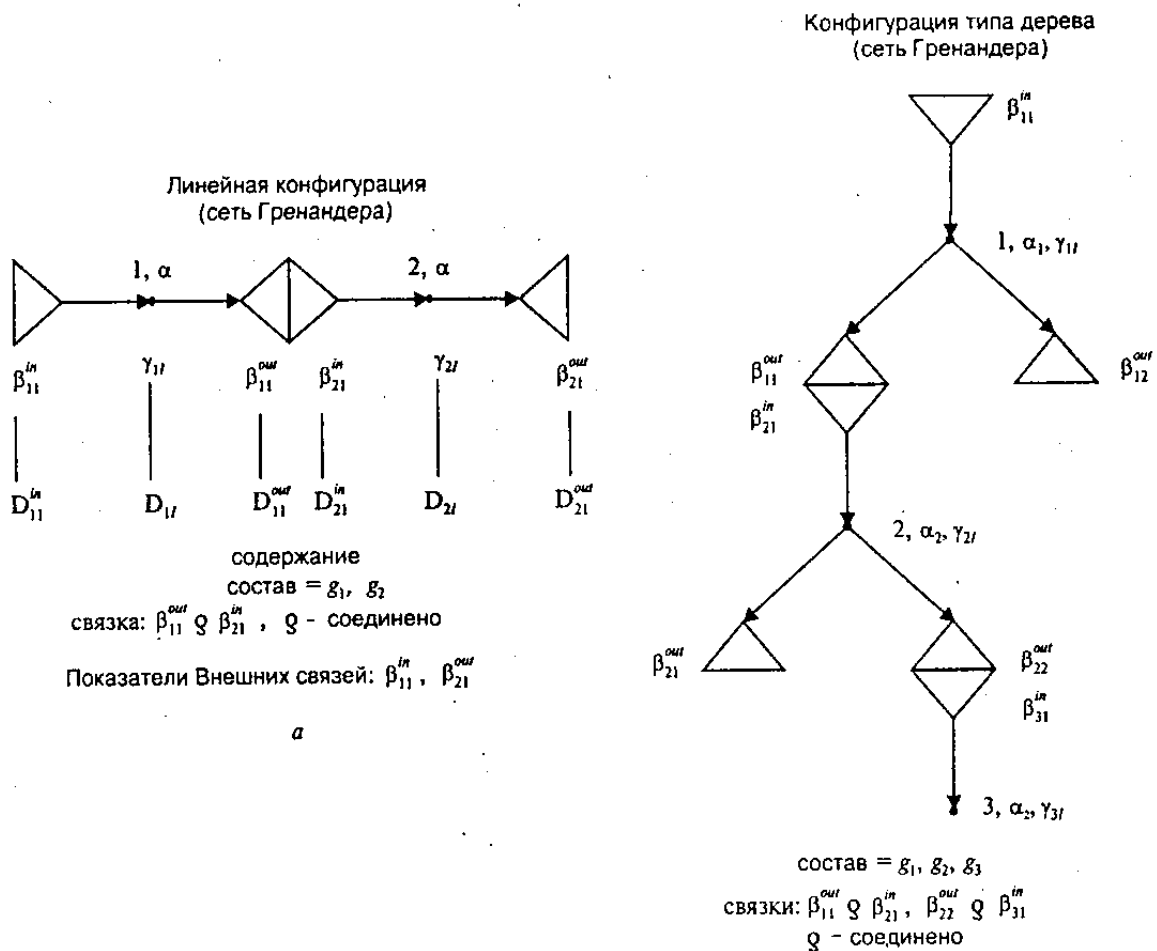 Линейная конфигурация
(сеть Гренандера)
1, α
2, α
β₁₁ⁱⁿ γ₁ₗ β₁₁ᵒᵘᵗ β₂₁ⁱⁿ γ₂ₗ β₂₁ᵒᵘᵗ
D₁₁ⁱⁿ D₁ₗ D₁₁ᵒᵘᵗ D₂₁ⁱⁿ D₂ₗ D₂₁ᵒᵘᵗ
содержание
состав = g₁, g₂
связка: β₁₁ᵒᵘᵗ ϱ β₂₁ⁱⁿ , ϱ - соединено
Показатели Внешних связей: β₁₁ⁱⁿ , β₂₁ᵒᵘᵗ
а
Конфигурация типа дерева
(сеть Гренандера)
β₁₁ⁱⁿ
1, α₁, γ₁ₗ
β₁₁ᵒᵘᵗ
β₁₂ᵒᵘᵗ
β₂₁ⁱⁿ
2, α₂, γ₂ₗ
β₂₁ᵒᵘᵗ
β₂₂ᵒᵘᵗ
β₃₁ⁱⁿ
3, α₂, γ₃ₗ
состав = g₁, g₂, g₃
связки: β₁₁ᵒᵘᵗ ϱ β₂₁ⁱⁿ , β₂₂ᵒᵘᵗ ϱ β₃₁ⁱⁿ
ϱ - соединено